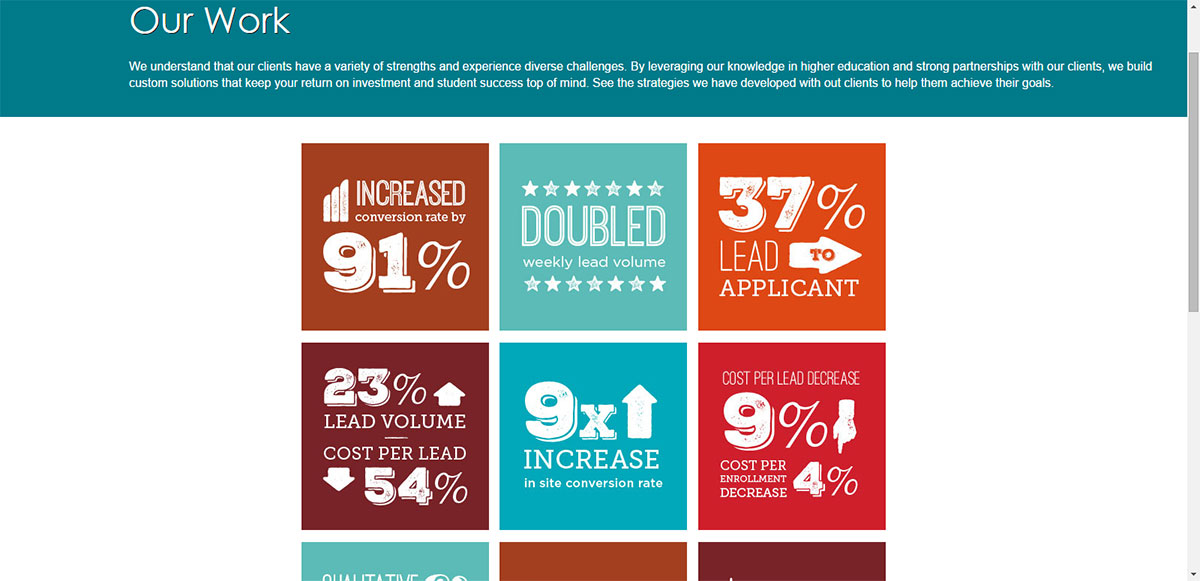 Our Work
We understand that our clients have a variety of strengths and experience diverse challenges. By leveraging our knowledge in higher education and strong partnerships with our clients, we build
custom solutions that keep your return on investment and student success top of mind. See the strategies we have developed with out clients to help them achieve their goals.
INCREASED
conversion rate by
91%
DOUBLED
weekly lead volume
37%
LEAD TO
APPLICANT
23%
LEAD VOLUME
COST PER LEAD
54%
9x
INCREASE
in site conversion rate
COST PER LEAD DECREASE
9%
COST PER
ENROLLMENT
DECREASE
4%
QUALITATIVE